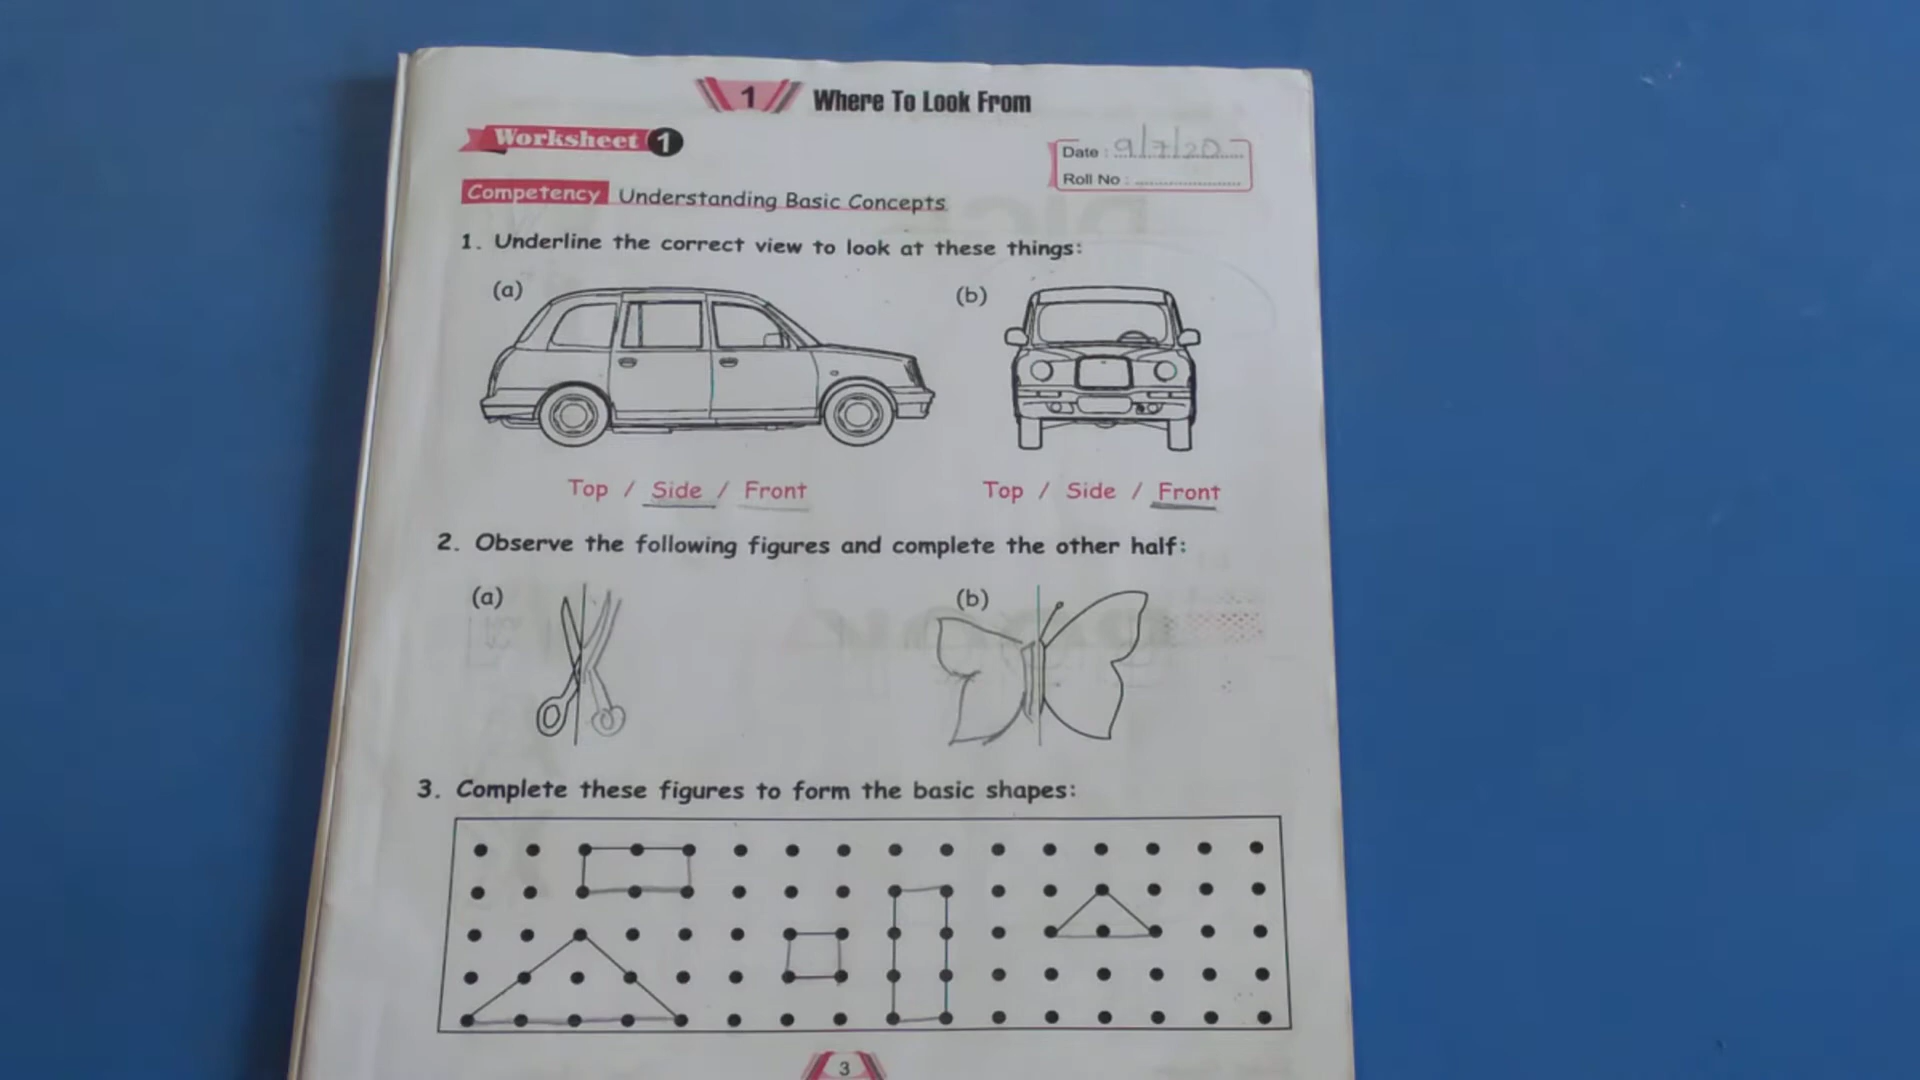 1 Where To Look From
Worksheet 1
Date : 9/7/20
Roll No :
Competency Understanding Basic Concepts
1. Underline the correct view to look at these things:
(a) (b)
Top / Side / Front Top / Side / Front
2. Observe the following figures and complete the other half:
(a) (b)
3. Complete these figures to form the basic shapes:
3